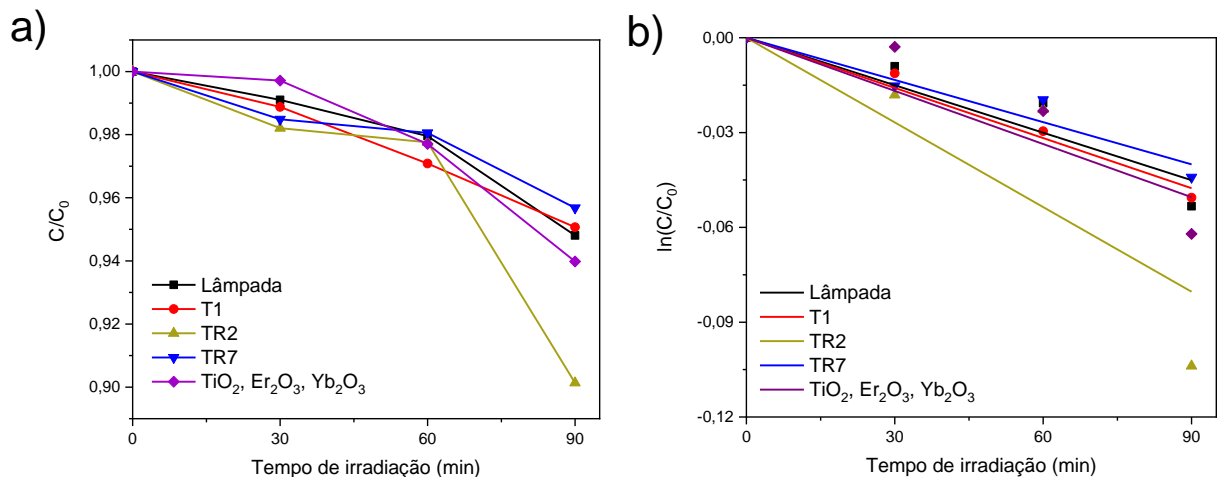 a)
1,00
0,98
0,96
0,94
0,92
0,90
C/C₀
0
30
60
90
Tempo de irradiação (min)
Lâmpada
T1
TR2
TR7
TiO₂, Er₂O₃, Yb₂O₃
b)
0,00
-0,03
-0,06
-0,09
-0,12
ln(C/C₀)
0
30
60
90
Tempo de irradiação (min)
Lâmpada
T1
TR2
TR7
TiO₂, Er₂O₃, Yb₂O₃